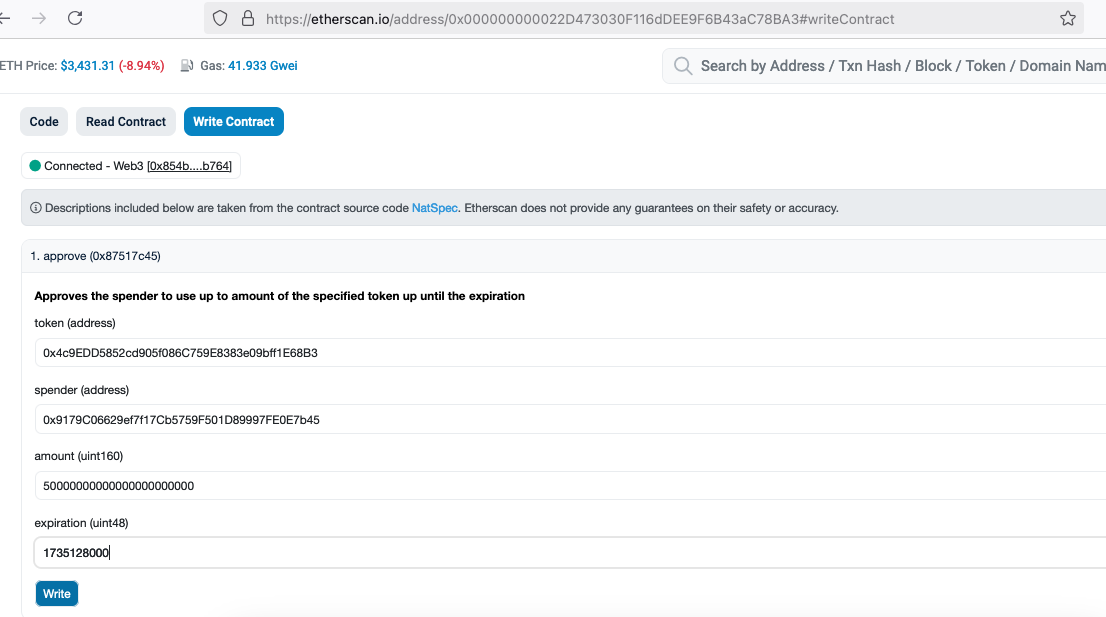 https://etherscan.io/address/0x000000000022D473030F116dDEE9F6B43aC78BA3#writeContract
ETH Price: $3,431.31 (-8.94%) Gas: 41.933 Gwei
Search by Address / Txn Hash / Block / Token / Domain Nam
Code Read Contract Write Contract
Connected - Web3 [0x854b....b764]
Descriptions included below are taken from the contract source code NatSpec. Etherscan does not provide any guarantees on their safety or accuracy.
1. approve (0x87517c45)
Approves the spender to use up to amount of the specified token up until the expiration
token (address)
0x4c9EDD5852cd905f086C759E8383e09bff1E68B3
spender (address)
0x9179C06629ef7f17Cb5759F501D89997FE0E7b45
amount (uint160)
50000000000000000000000
expiration (uint48)
1735128000
Write